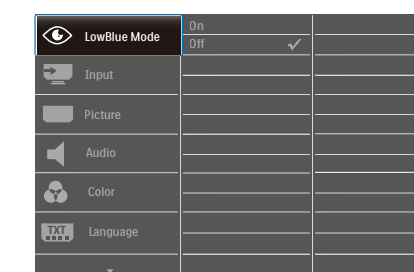 LowBlue Mode
On
Off
Input
Picture
Audio
Color
TXT
Language